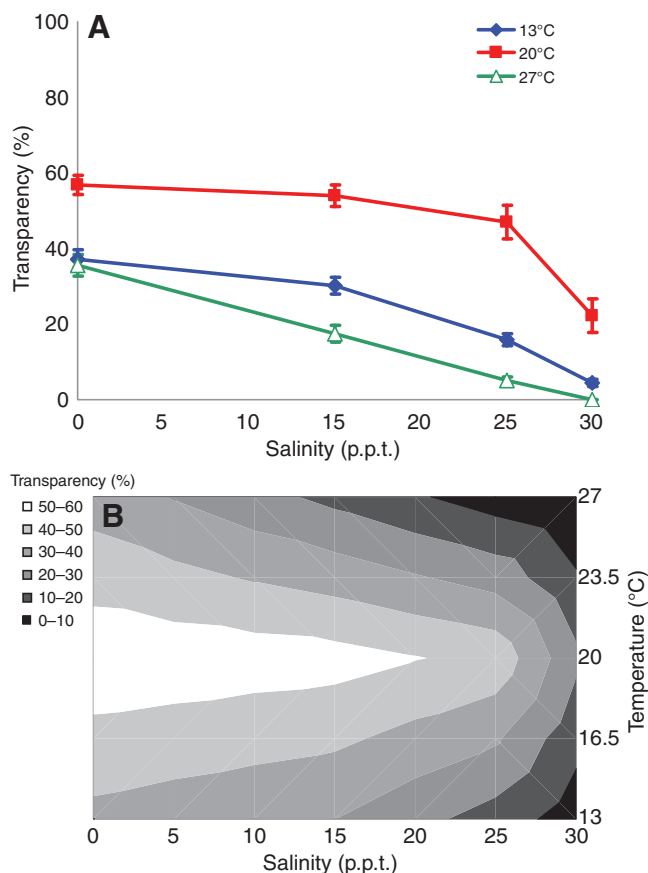 A
13°C
20°C
27°C
100
80
60
40
20
0
Transparency (%)
0 5 10 15 20 25 30
Salinity (p.p.t.)
Transparency (%)
50–60
40–50
30–40
20–30
10–20
0–10
B
27
23.5
20
16.5
13
Temperature (°C)
0 5 10 15 20 25 30
Salinity (p.p.t.)